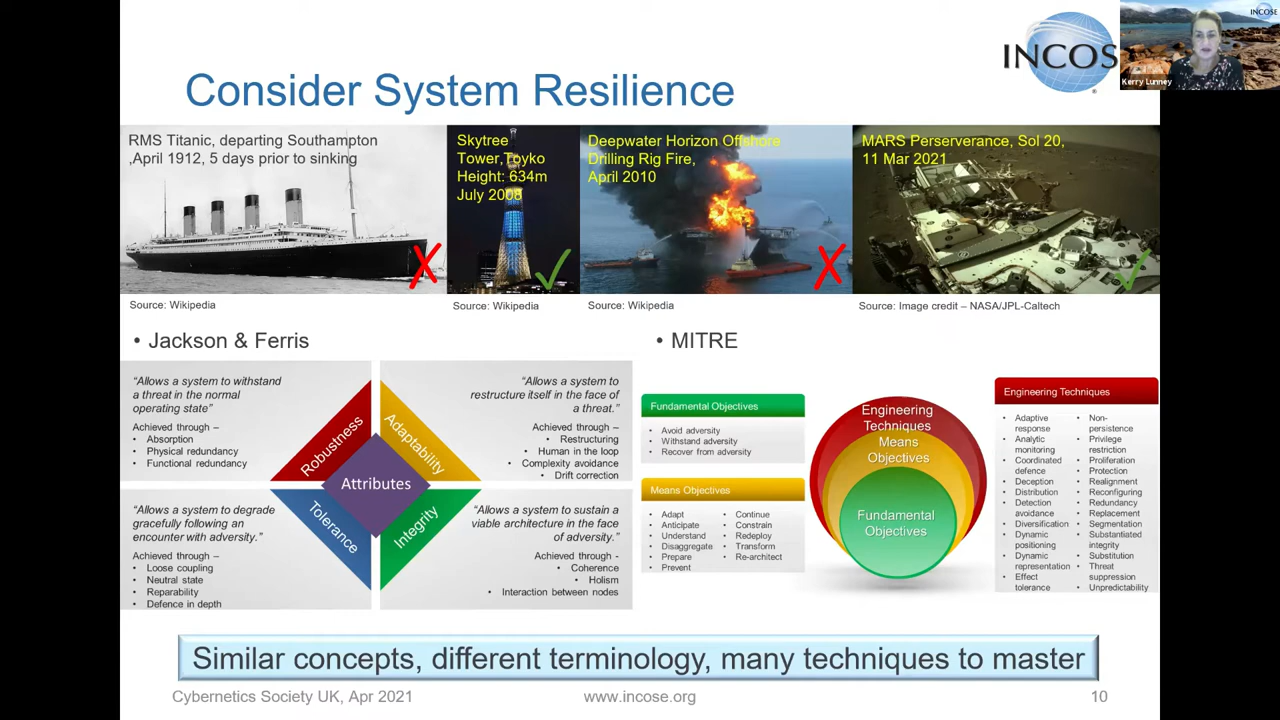 INCOS
INCOSE
Kerry Lunney
Consider System Resilience
RMS Titanic, departing Southampton
,April 1912, 5 days prior to sinking
Skytree
Tower,Toyko
Height: 634m
July 2008
Deepwater Horizon Offshore
Drilling Rig Fire,
April 2010
MARS Perserverance, Sol 20,
11 Mar 2021
Source: Wikipedia
Source: Wikipedia
Source: Wikipedia
Source: Image credit – NASA/JPL-Caltech
• Jackson & Ferris
“Allows a system to withstand
a threat in the normal
operating state”
Achieved through –
• Absorption
• Physical redundancy
• Functional redundancy
“Allows a system to
restructure itself in the face of
a threat.”
Achieved through –
• Restructuring
• Human in the loop
• Complexity avoidance
• Drift correction
Robustness
Adaptability
Attributes
Tolerance
Integrity
“Allows a system to degrade
gracefully following an
encounter with adversity.”
Achieved through –
• Loose coupling
• Neutral state
• Reparability
• Defence in depth
“Allows a system to sustain a
viable architecture in the face
of adversity.”
Achieved through -
• Coherence
• Holism
• Interaction between nodes
• MITRE
Fundamental Objectives
• Avoid adversity
• Withstand adversity
• Recover from adversity
Means Objectives
• Adapt
• Anticipate
• Understand
• Disaggregate
• Prepare
• Prevent
• Continue
• Constrain
• Redeploy
• Transform
• Re-architect
Engineering
Techniques
Means
Objectives
Fundamental
Objectives
Engineering Techniques
• Adaptive
response
• Analytic
monitoring
• Coordinated
defence
• Deception
• Distribution
• Detection
avoidance
• Diversification
• Dynamic
positioning
• Dynamic
representation
• Effect
tolerance
• Non-
persistence
• Privilege
restriction
• Proliferation
• Protection
• Realignment
• Reconfiguring
• Redundancy
• Replacement
• Segmentation
• Substantiated
integrity
• Substitution
• Threat
suppression
• Unpredictability
Similar concepts, different terminology, many techniques to master
Cybernetics Society UK, Apr 2021
www.incose.org
10